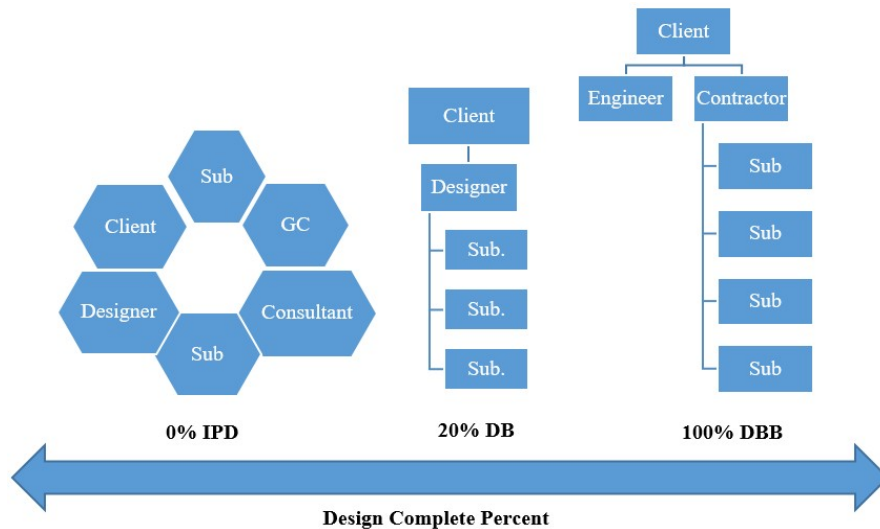 Sub
Client
GC
Designer
Consultant
Sub
0% IPD
Client
Designer
Sub.
Sub.
Sub.
20% DB
Client
Engineer
Contractor
Sub
Sub
Sub
Sub
100% DBB
Design Complete Percent